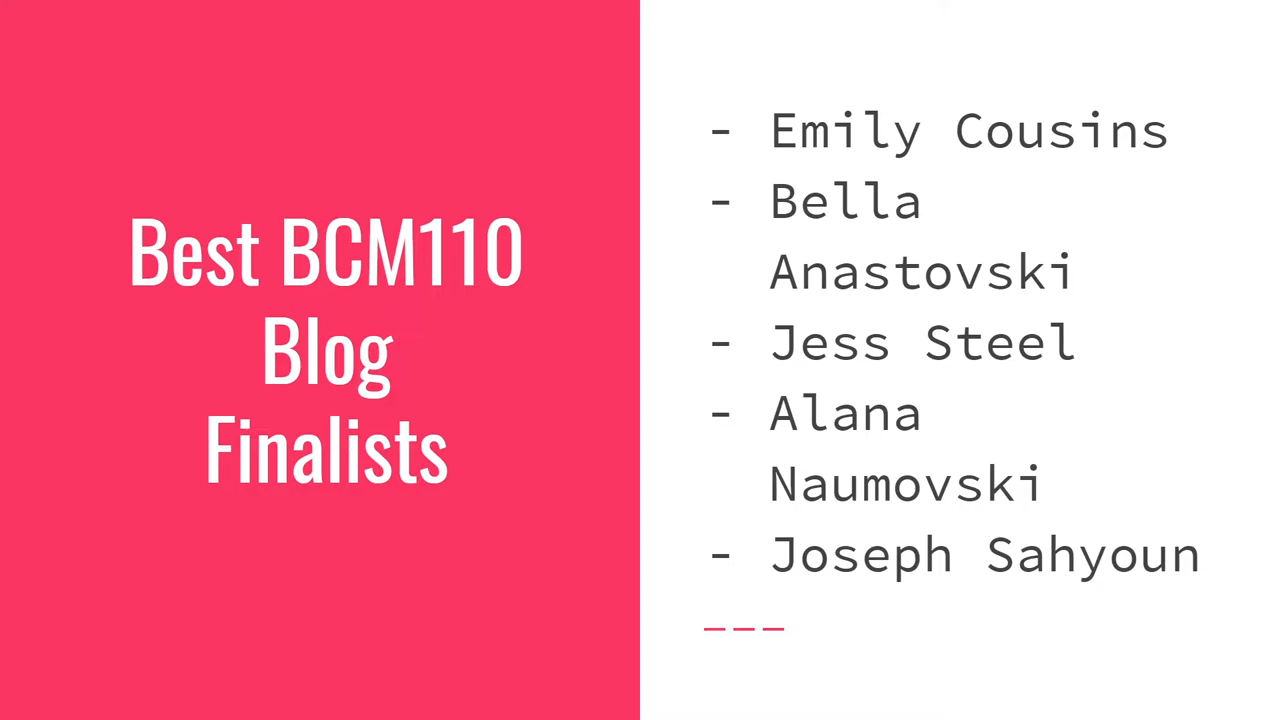 Best BCM110
Blog
Finalists
- Emily Cousins
- Bella
Anastovski
- Jess Steel
- Alana
Naumovski
- Joseph Sahyoun